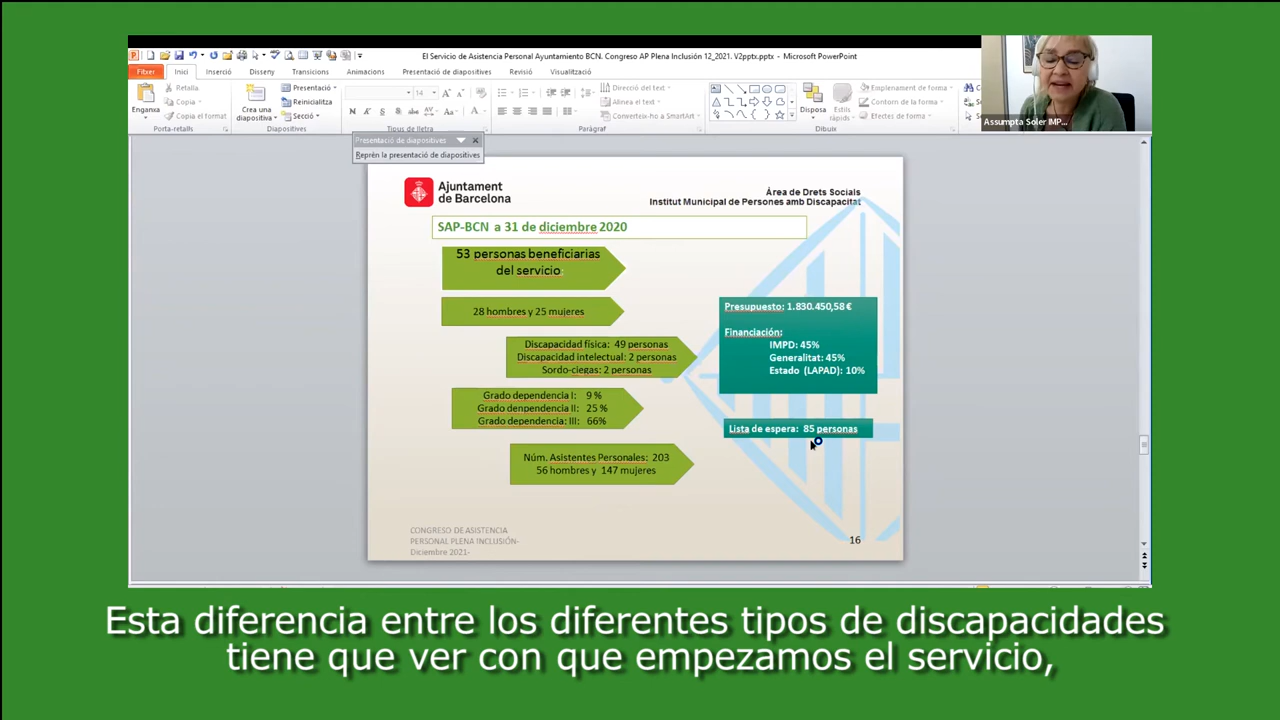 El Servicio de Asistencia Personal Ayuntamiento BCN. Congreso AP Plena Inclusión 12_2021. V2pptx.pptx - Microsoft PowerPoint
Fitxer Inici Inserció Disseny Transicions Animacions Presentació de diapositives Revisió Visualització
Enganxa
Retalla
Copia
Copia el format
Porta-retalls
Crea una diapositiva
Presentació
Reinicialitza
Secció
Diapositives
Tipus de lletra
Direcció del text
Alinea el text
Converteix-ho a SmartArt
Paràgraf
Disposa
Estils ràpids
Emplenament de forma
Contorn de la forma
Efectes de forma
Dibuix
Assumpta Soler IMP...
Presentació de diapositives
Reprèn la presentació de diapositives
Ajuntament
de Barcelona
Àrea de Drets Socials
Institut Municipal de Persones amb Discapacitat
SAP-BCN a 31 de diciembre 2020
53 personas beneficiarias
del servicio:
28 hombres y 25 mujeres
Discapacidad física: 49 personas
Discapacidad intelectual: 2 personas
Sordo-ciegas: 2 personas
Grado dependencia I: 9 %
Grado denpendencia II: 25 %
Grado dependencia: III: 66%
Núm. Asistentes Personales: 203
56 hombres y 147 mujeres
Presupuesto: 1.830.450,58 €
Financiación:
IMPD: 45%
Generalitat: 45%
Estado (LAPAD): 10%
Lista de espera: 85 personas
CONGRESO DE ASISTENCIA
PERSONAL PLENA INCLUSIÓN-
Diciembre 2021-
16
Esta diferencia entre los diferentes tipos de discapacidades
tiene que ver con que empezamos el servicio,